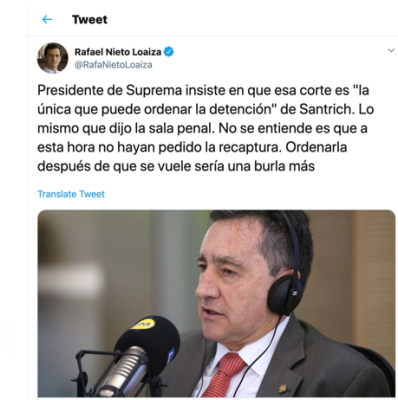 Tweet
Rafael Nieto Loaiza
@RafaNietoLoaiza
Presidente de Suprema insiste en que esa corte es "la
única que puede ordenar la detención" de Santrich. Lo
mismo que dijo la sala penal. No se entiende es que a
esta hora no hayan pedido la recaptura. Ordenarla
después de que se vuele sería una burla más
Translate Tweet